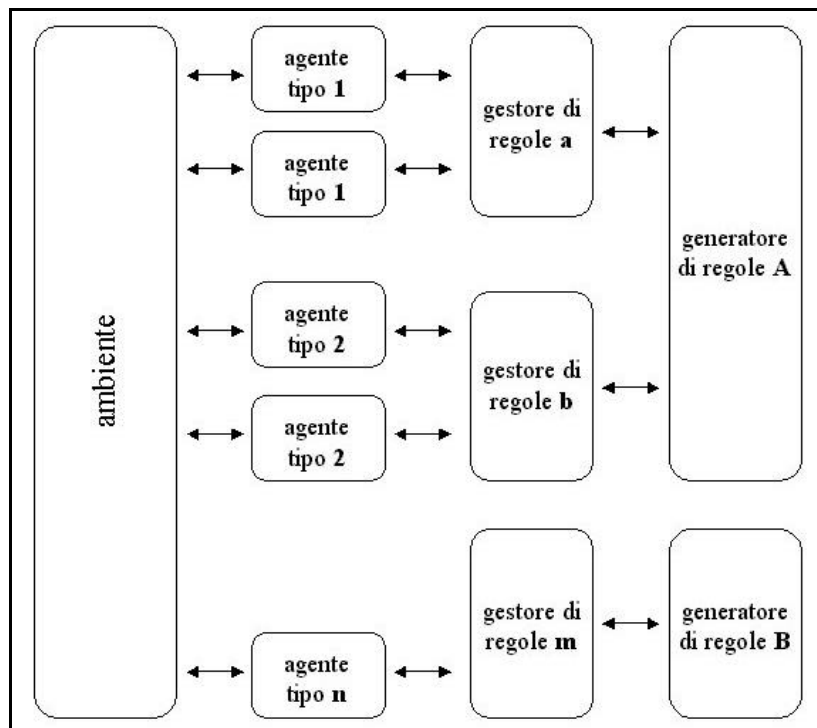 ambiente
agente
tipo 1
agente
tipo 1
agente
tipo 2
agente
tipo 2
agente
tipo n
gestore di
regole a
gestore di
regole b
gestore di
regole m
generatore
di regole A
generatore
di regole B